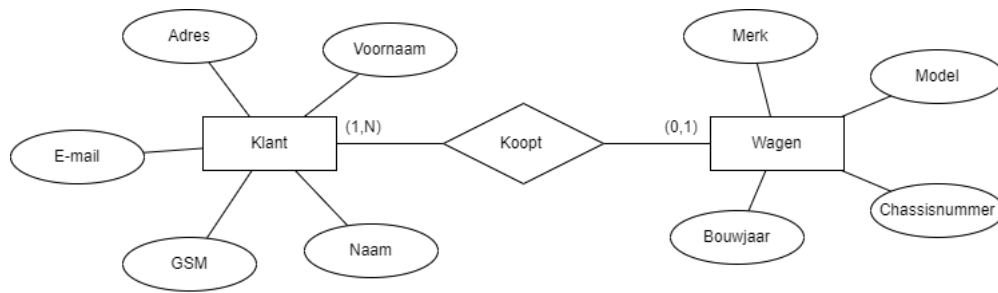 Adres
Voornaam
Merk
Model
E-mail
Klant
(1,N)
Koopt
(0,1)
Wagen
GSM
Naam
Bouwjaar
Chassisnummer